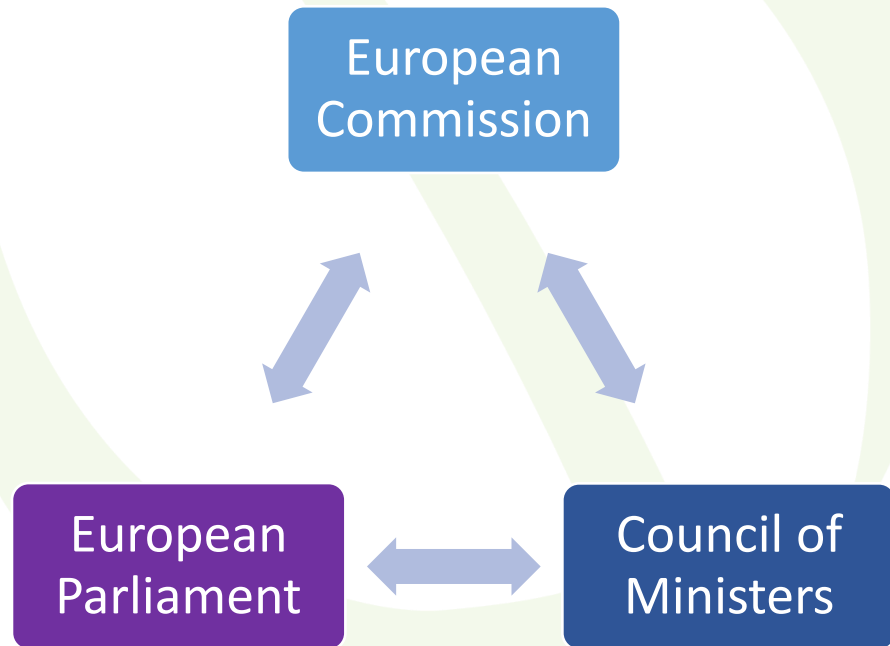 European
Commission
European
Parliament
Council of
Ministers